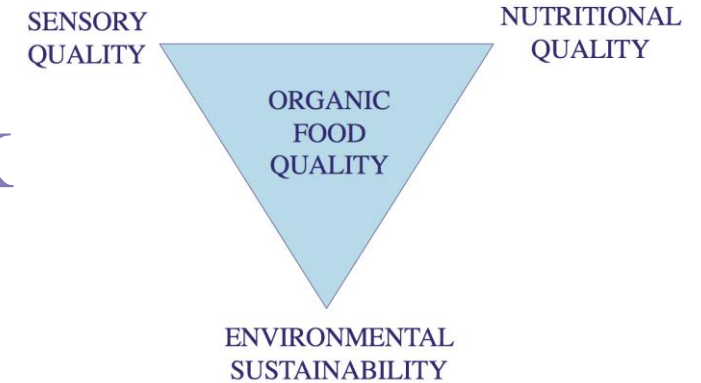 SENSORY
QUALITY
NUTRITIONAL
QUALITY
ORGANIC
FOOD
QUALITY
ENVIRONMENTAL
SUSTAINABILITY